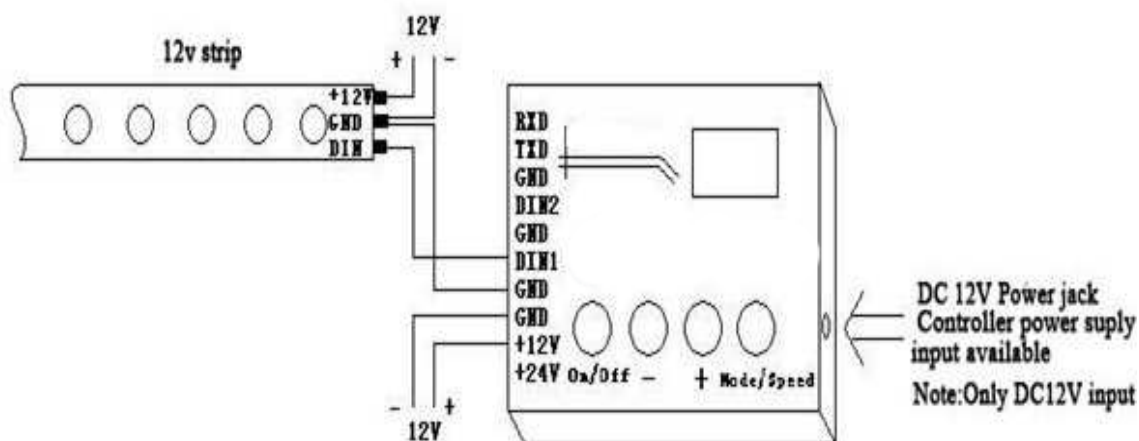 12V
12v strip
+ -
+12V
GND
DIN
RXD
TXD
GND
DIN2
GND
DIN1
GND
GND
+12V
+24V On/Off - + Mode/Speed
- +
12V
DC 12V Power jack
Controller power suply
input available
Note:Only DC12V input